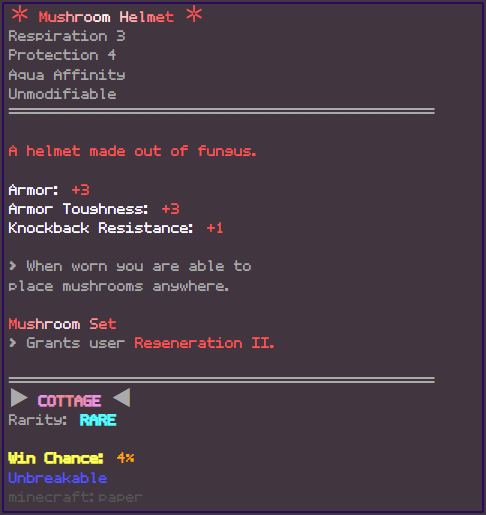 * Mushroom Helmet *
Respiration 3
Protection 4
Aqua Affinity
Unmodifiable
A helmet made out of fungus.
Armor: +3
Armor Toughness: +3
Knockback Resistance: +1
> When worn you are able to
place mushrooms anywhere.
Mushroom Set
> Grants user Regeneration II.
▶ COTTAGE ◀
Rarity: RARE
Win Chance: 4%
Unbreakable
minecraft:paper